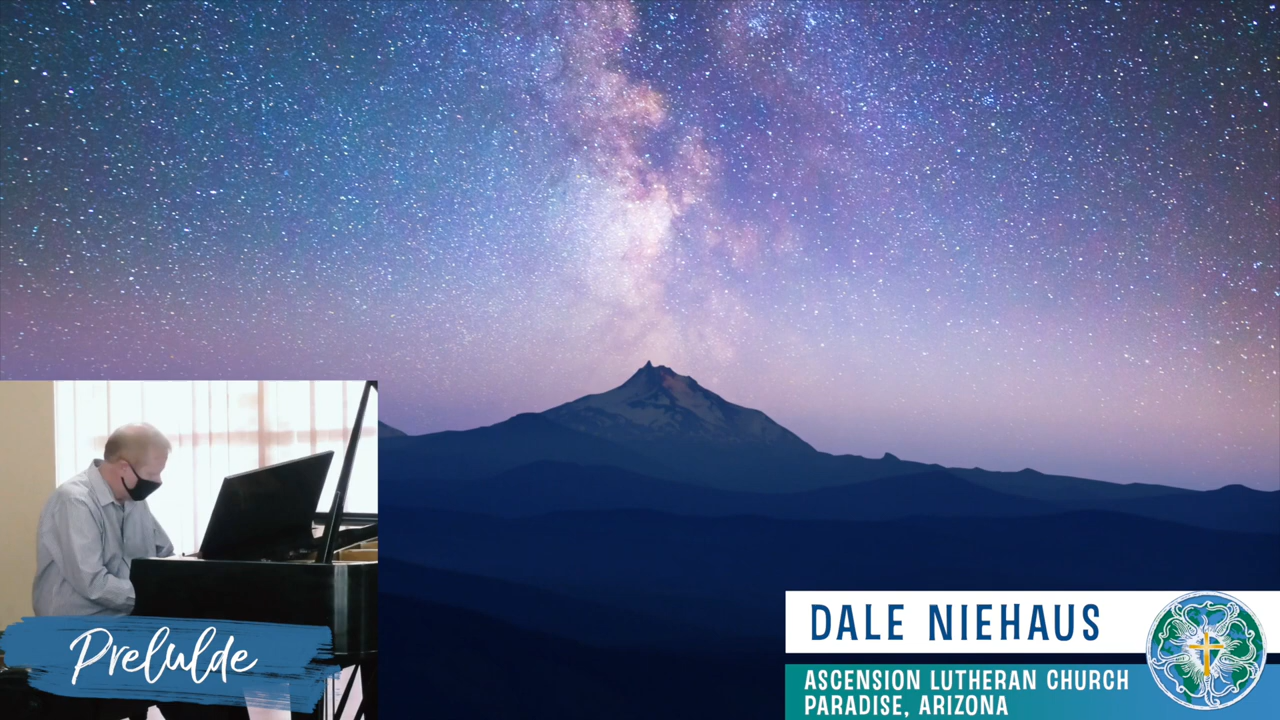 Prelulde
DALE NIEHAUS
ASCENSION LUTHERAN CHURCH
PARADISE, ARIZONA